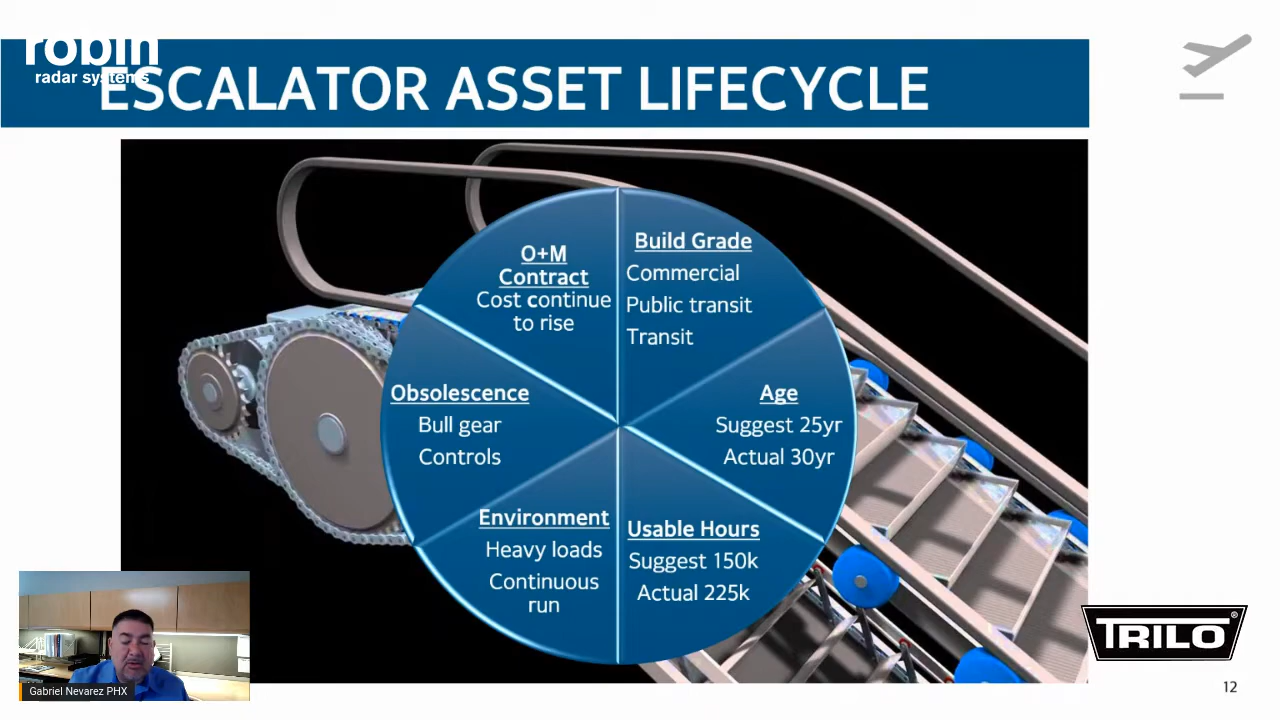 robin
radar systems
ESCALATOR ASSET LIFECYCLE
O+M
Contract
Cost continue
to rise
Build Grade
Commercial
Public transit
Transit
Obsolescence
Bull gear
Controls
Age
Suggest 25yr
Actual 30yr
Environment
Heavy loads
Continuous
run
Usable Hours
Suggest 150k
Actual 225k
TRILO®
Gabriel Nevarez PHX
12